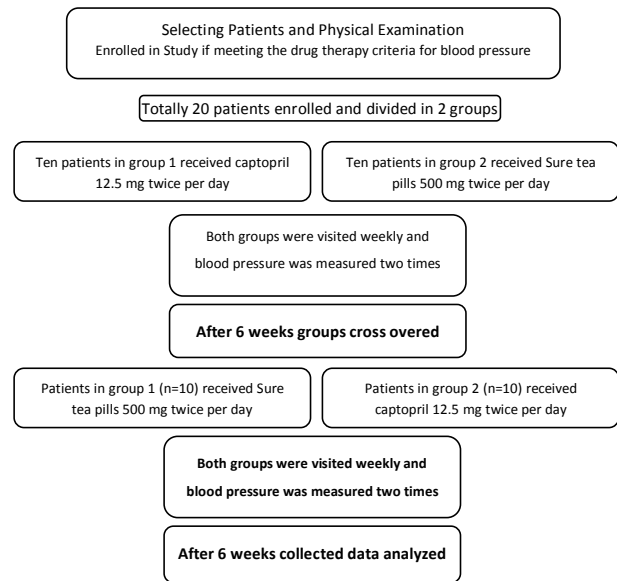 Selecting Patients and Physical Examination
Enrolled in Study if meeting the drug therapy criteria for blood pressure
Totally 20 patients enrolled and divided in 2 groups
Ten patients in group 1 received captopril
12.5 mg twice per day
Ten patients in group 2 received Sure tea
pills 500 mg twice per day
Both groups were visited weekly and
blood pressure was measured two times
After 6 weeks groups cross overed
Patients in group 1 (n=10) received Sure
tea pills 500 mg twice per day
Patients in group 2 (n=10) received
captopril 12.5 mg twice per day
Both groups were visited weekly and
blood pressure was measured two times
After 6 weeks collected data analyzed